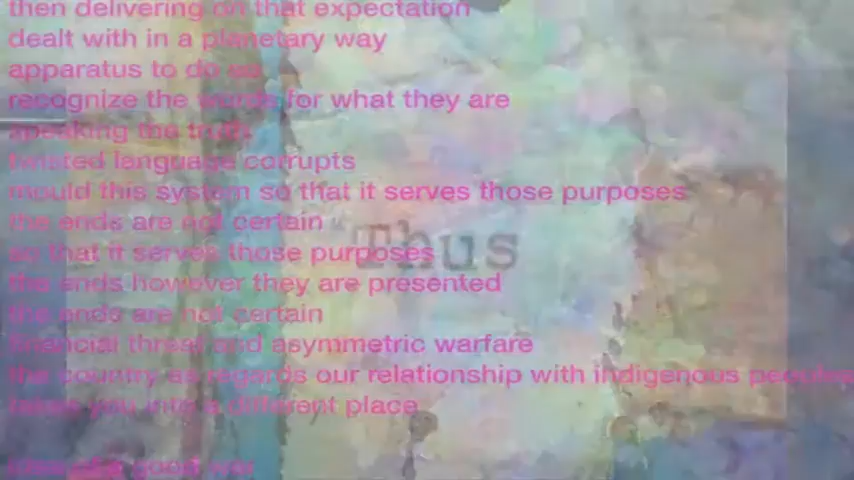 then delivering on that expectation
dealt with in a planetary way
apparatus to do so
recognize the words for what they are
speaking the truth
twisted language corrupts
mould this system so that it serves those purposes
the ends are not certain
"Thus
so that it serves those purposes
the ends however they are presented
the ends are not certain
financial threat and asymmetric warfare
the country as regards our relationship with indigenous peoples
takes you into a different place
idea of a good war